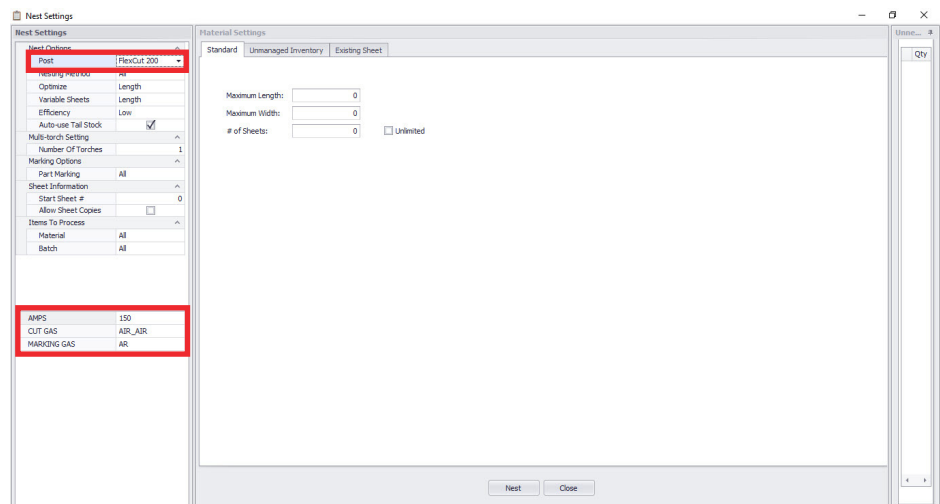 Nest Settings
Nest Settings
Nest Options
Post FlexCut 200
Nesting Method All
Optimize Length
Variable Sheets Length
Efficiency Low
Auto-use Tail Stock
Multi-torch Setting
Number Of Torches 1
Marking Options
Part Marking All
Sheet Information
Start Sheet # 0
Allow Sheet Copies
Items To Process
Material All
Batch All
AMPS 150
CUT GAS AIR_AIR
MARKING GAS AR
Material Settings
Standard Unmanaged Inventory Existing Sheet
Maximum Length: 0
Maximum Width: 0
# of Sheets: 0 Unlimited
Nest Close
Unne...
Qty